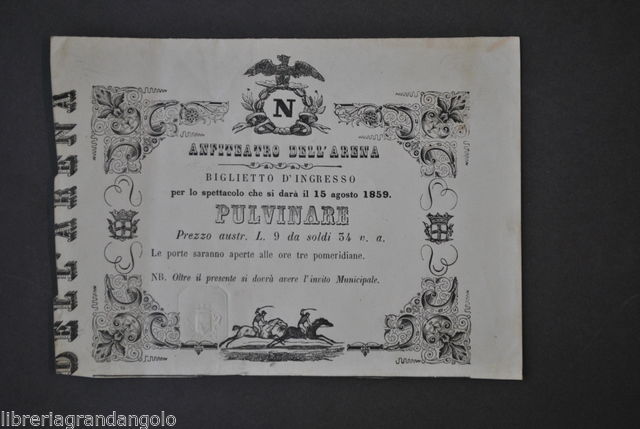 N
ANFITEATRO DELL'ARENA
BIGLIETTO D'INGRESSO
per lo spettacolo che si darà il 15 agosto 1859.
PULVINARE
Prezzo austr. L. 9 da soldi 34 v. a.
Le porte saranno aperte alle ore tre pomeridiane.
NB. Oltre il presente si dovrà avere l'invito Municipale.
DELL'ARENA
libreriagrandangolo